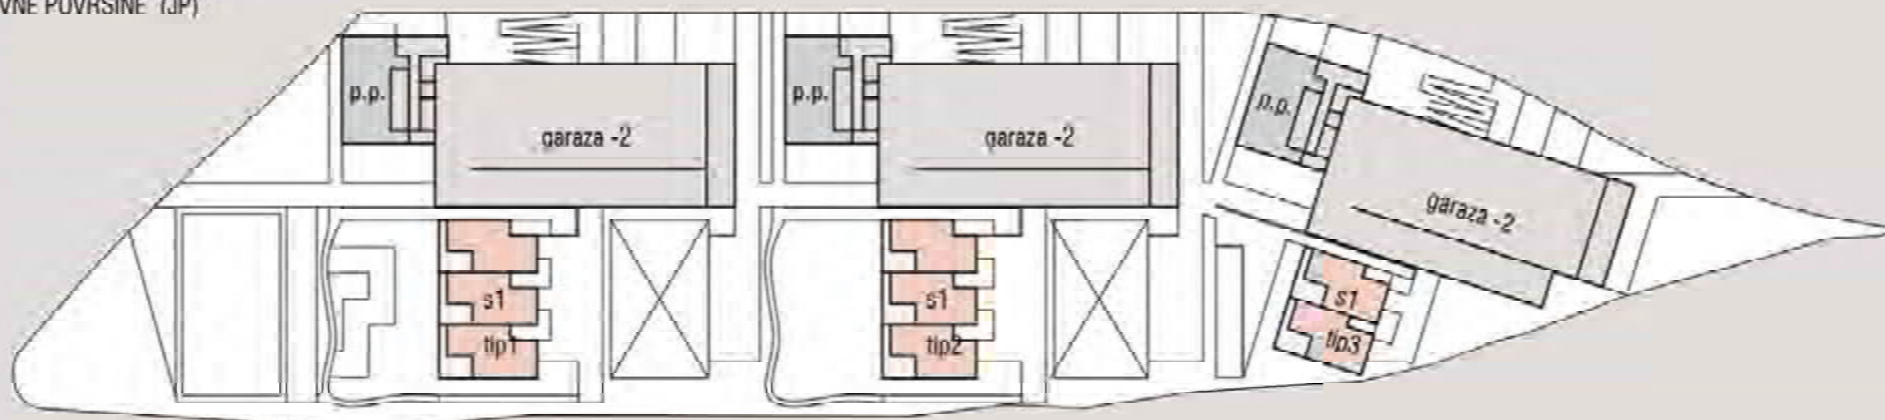 VNE POVRSINE (JP)
p.p.
garaza -2
p.p.
garaza -2
p.p.
garaza -2
s1
tip1
s1
tip2
s1
tip3